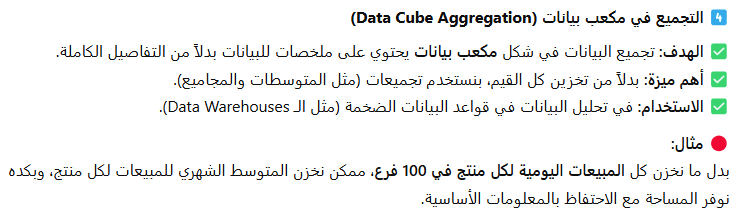 4️⃣ التجميع في مكعب بيانات (Data Cube Aggregation)
✅ الهدف: تجميع البيانات في شكل مكعب بيانات يحتوي على ملخصات للبيانات بدلاً من التفاصيل الكاملة.
✅ أهم ميزة: بدلاً من تخزين كل القيم، بنستخدم تجميعات (مثل المتوسطات والمجاميع).
✅ الاستخدام: في تحليل البيانات في قواعد البيانات الضخمة (مثل الـ Data Warehouses).
🔴 مثال:
بدل ما نخزن كل المبيعات اليومية لكل منتج في 100 فرع، ممكن نخزن المتوسط الشهري للمبيعات لكل منتج، وبكده
نوفر المساحة مع الاحتفاظ بالمعلومات الأساسية.